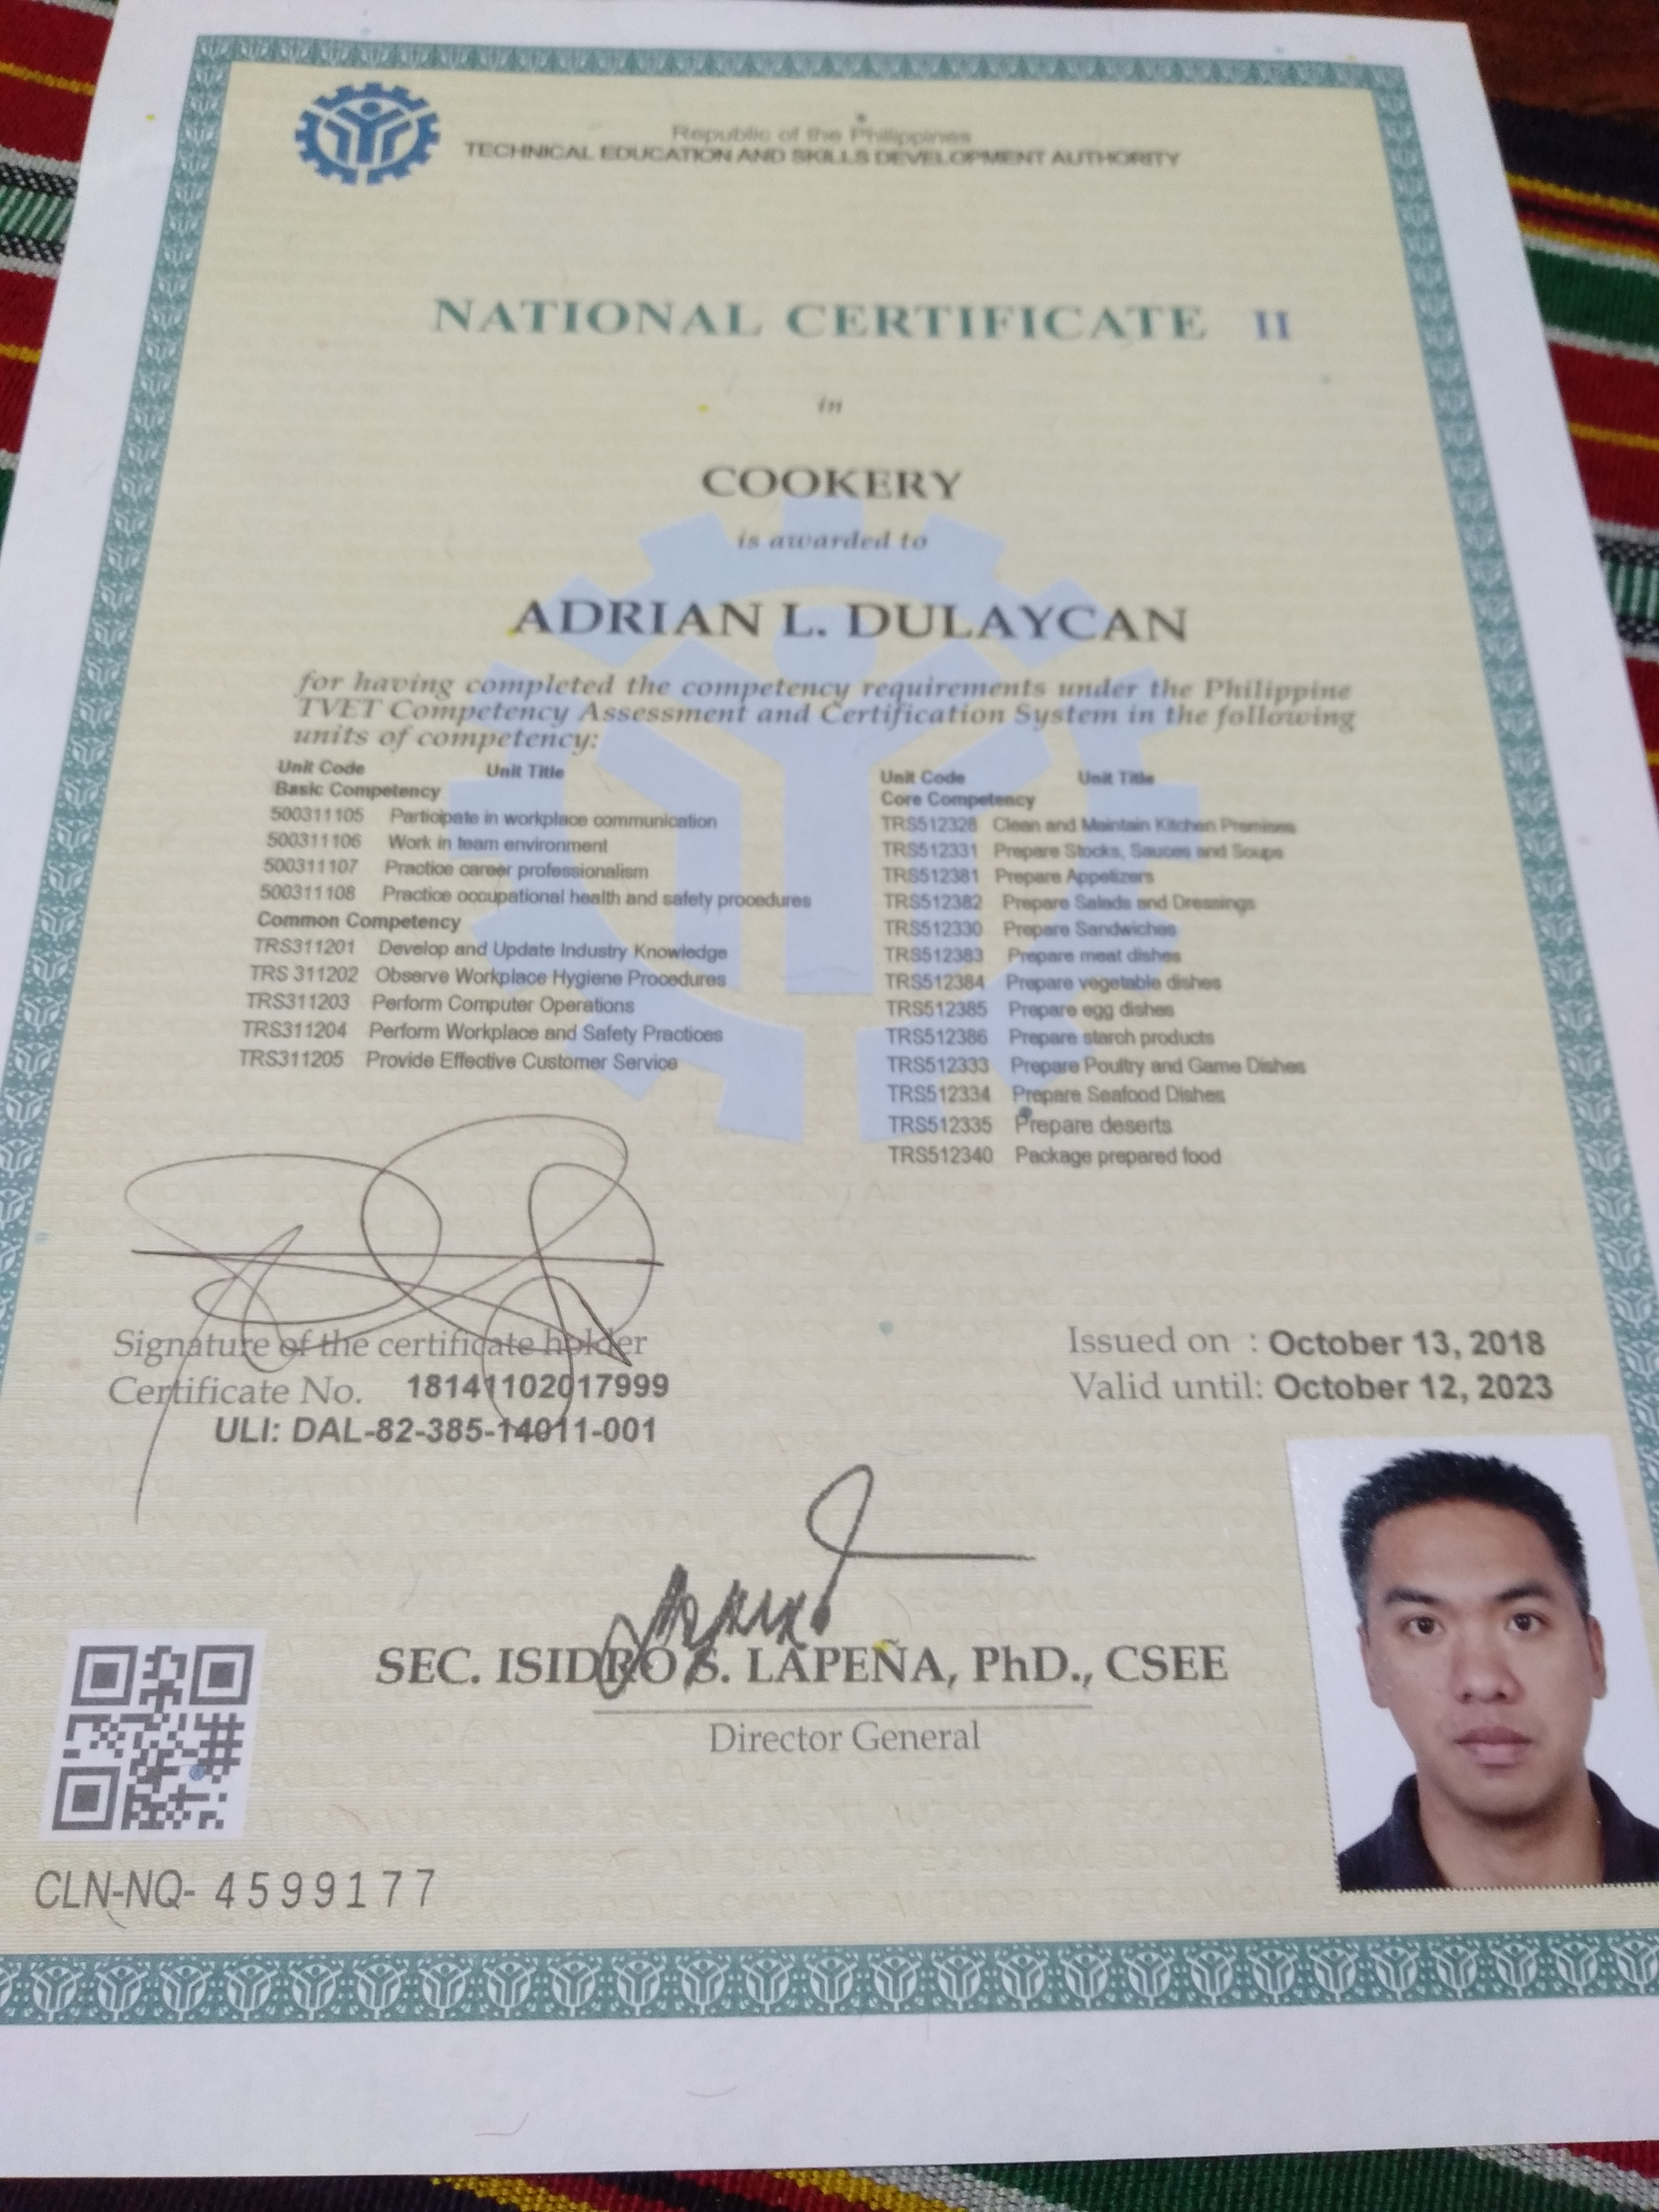 Republic of the Philippines
TECHNICAL EDUCATION AND SKILLS DEVELOPMENT AUTHORITY
NATIONAL CERTIFICATE II
in
COOKERY
is awarded to
ADRIAN L. DULAYCAN
for having completed the competency requirements under the Philippine
TVET Competency Assessment and Certification System in the following
units of competency:
Unit Code Unit Title
Basic Competency
500311105 Participate in workplace communication
500311106 Work in team environment
500311107 Practice career professionalism
500311108 Practice occupational health and safety procedures
Common Competency
TRS311201 Develop and Update Industry Knowledge
TRS 311202 Observe Workplace Hygiene Procedures
TRS311203 Perform Computer Operations
TRS311204 Perform Workplace and Safety Practices
TRS311205 Provide Effective Customer Service
Unit Code Unit Title
Core Competency
TRS512328 Clean and Maintain Kitchen Premises
TRS512331 Prepare Stocks, Sauces and Soups
TRS512381 Prepare Appetizers
TRS512382 Prepare Salads and Dressings
TRS512330 Prepare Sandwiches
TRS512383 Prepare meat dishes
TRS512384 Prepare vegetable dishes
TRS512385 Prepare egg dishes
TRS512386 Prepare starch products
TRS512333 Prepare Poultry and Game Dishes
TRS512334 Prepare Seafood Dishes
TRS512335 Prepare deserts
TRS512340 Package prepared food
Signature of the certificate holder
Certificate No. 18141102017999
ULI: DAL-82-385-14011-001
Issued on : October 13, 2018
Valid until: October 12, 2023
SEC. ISIDRO S. LAPEÑA, PhD., CSEE
Director General
CLN-NQ- 4599177